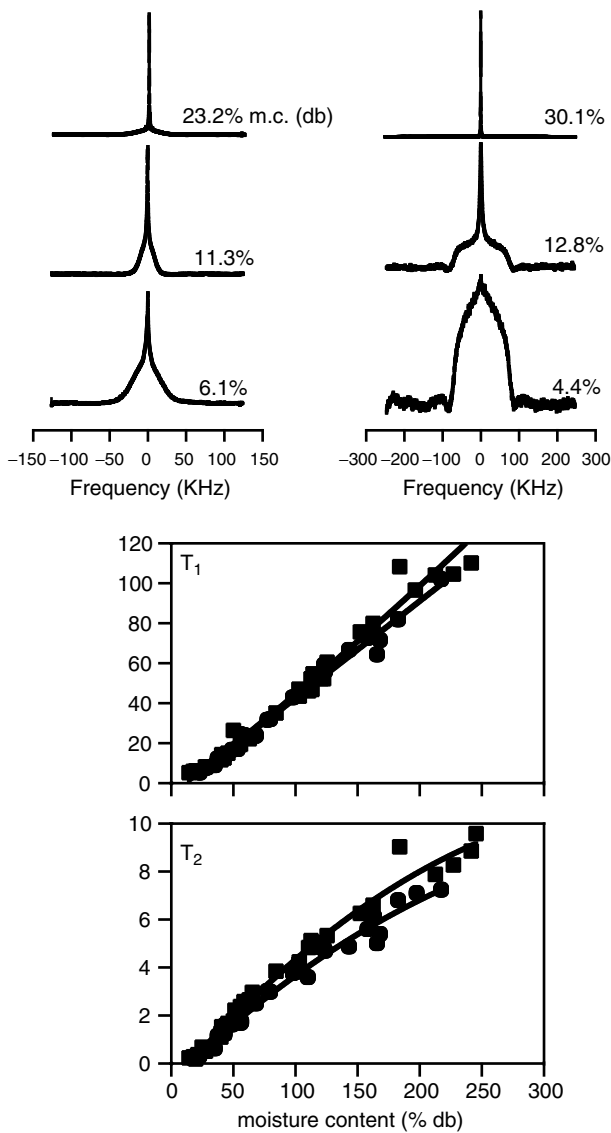 23.2% m.c. (db)
11.3%
6.1%
−150 −100 −50 0 50 100 150
Frequency (KHz)
30.1%
12.8%
4.4%
−300 −200 −100 0 100 200 300
Frequency (KHz)
T1
120
100
80
60
40
20
0
T2
10
8
6
4
2
0
0 50 100 150 200 250 300
moisture content (% db)